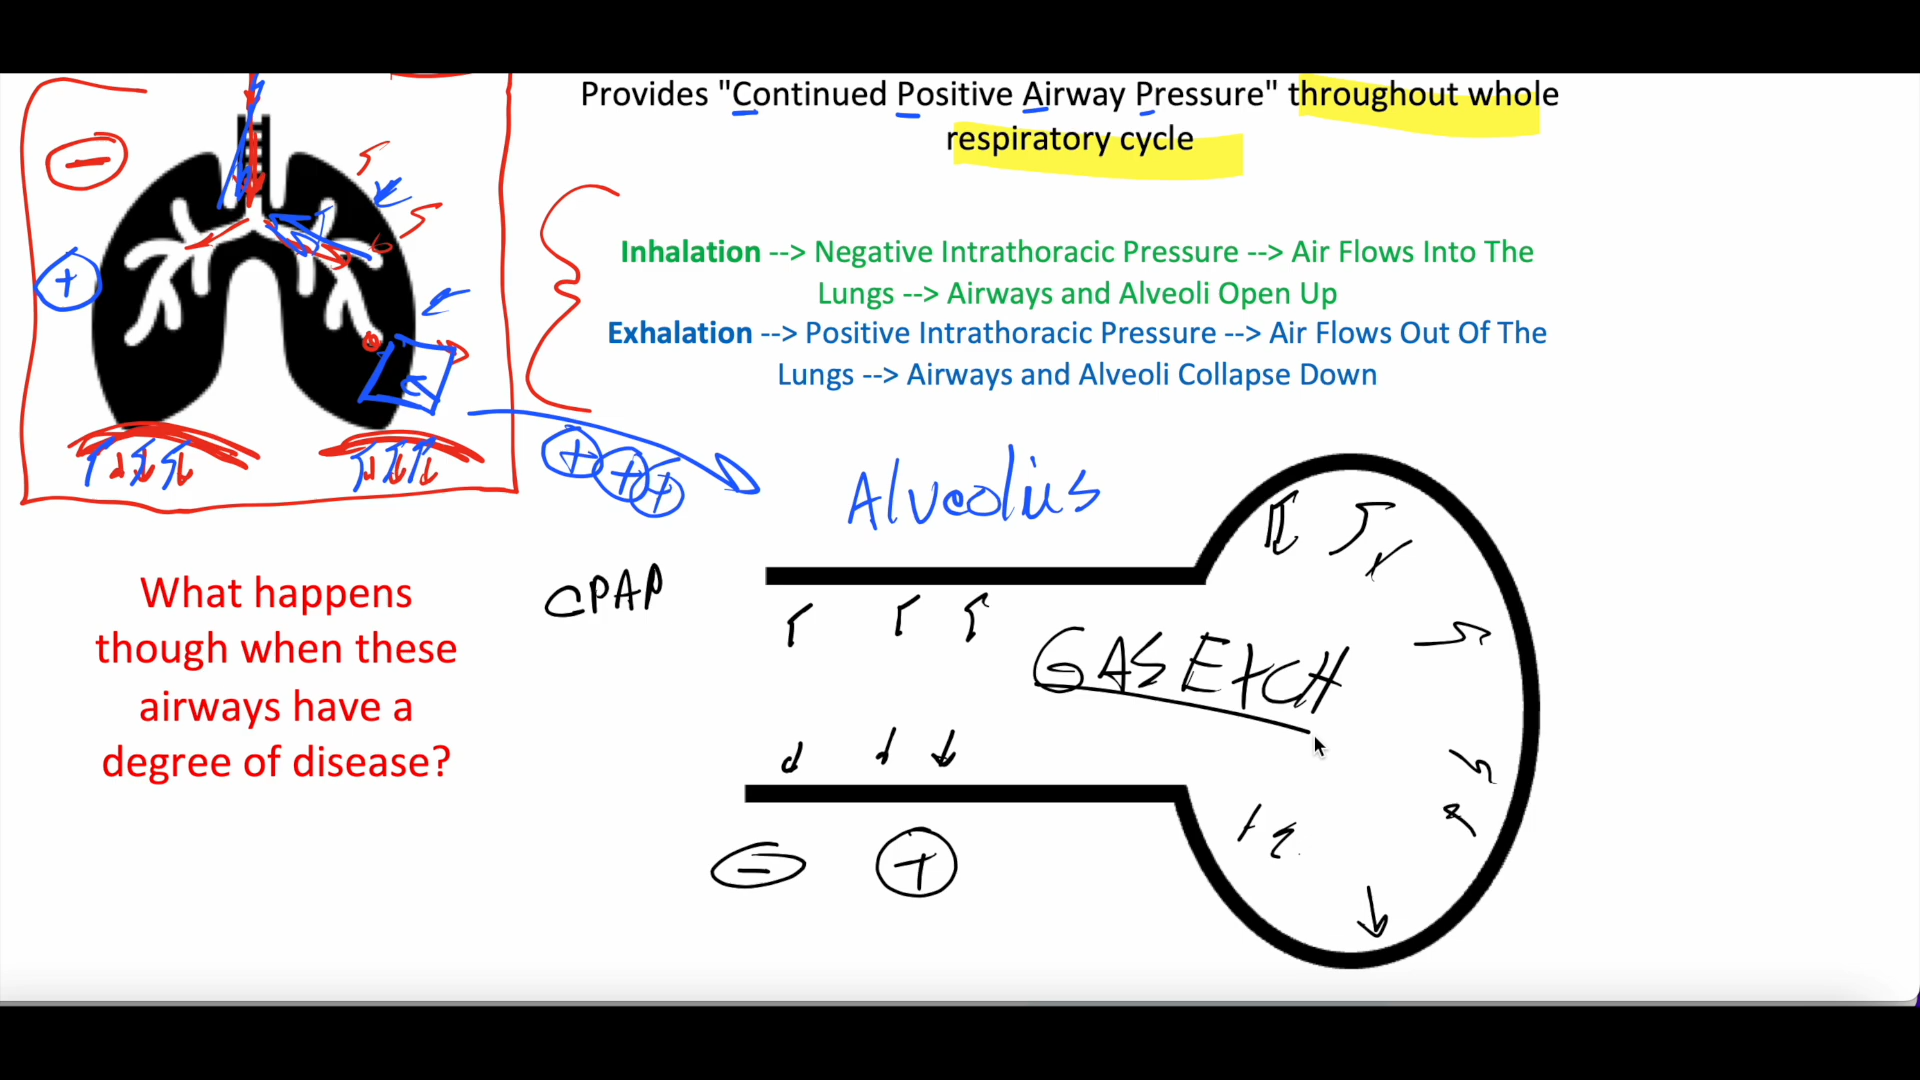 Provides "Continued Positive Airway Pressure" throughout whole
respiratory cycle
Inhalation --> Negative Intrathoracic Pressure --> Air Flows Into The
Lungs --> Airways and Alveoli Open Up
Exhalation --> Positive Intrathoracic Pressure --> Air Flows Out Of The
Lungs --> Airways and Alveoli Collapse Down
Alveolus
CPAP
What happens
though when these
airways have a
degree of disease?
GAS EXCH